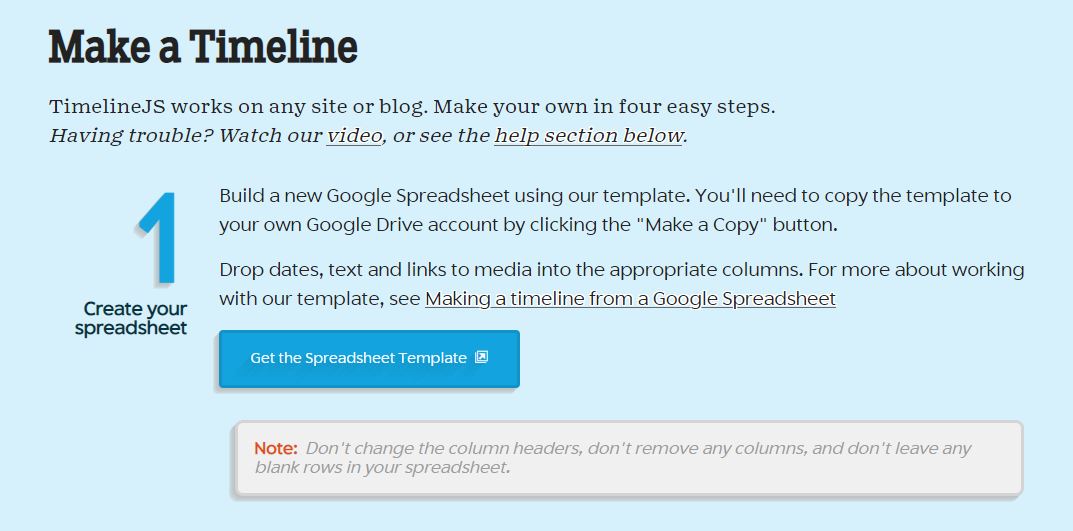 Make a Timeline
TimelineJS works on any site or blog. Make your own in four easy steps.
Having trouble? Watch our video, or see the help section below.
1
Create your
spreadsheet
Build a new Google Spreadsheet using our template. You'll need to copy the template to
your own Google Drive account by clicking the "Make a Copy" button.
Drop dates, text and links to media into the appropriate columns. For more about working
with our template, see Making a timeline from a Google Spreadsheet
Get the Spreadsheet Template
Note: Don't change the column headers, don't remove any columns, and don't leave any
blank rows in your spreadsheet.